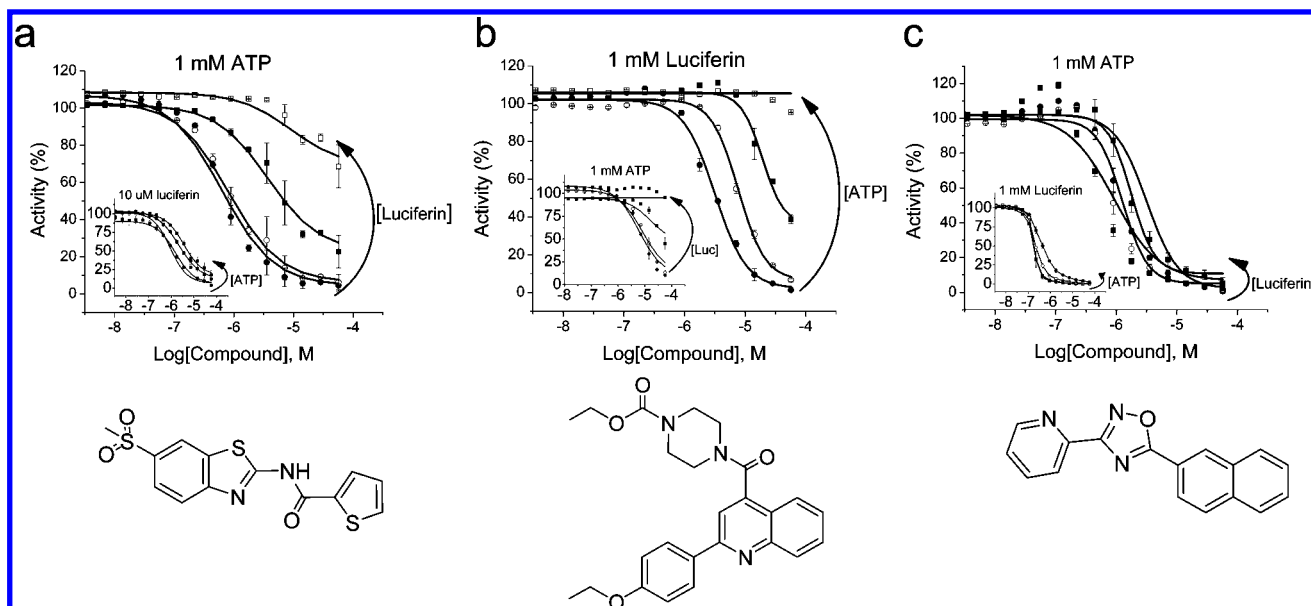 a
1 mM ATP
120
100
80
60
40
20
0
Activity (%)
10 uM luciferin
100
75
50
25
0
-8 -7 -6 -5 -4
[ATP]
[Luciferin]
-8 -7 -6 -5 -4
Log[Compound], M
b
1 mM Luciferin
120
100
80
60
40
20
0
Activity (%)
1 mM ATP
100
75
50
25
0
-8 -7 -6 -5 -4
[Luc]
[ATP]
-8 -7 -6 -5 -4
Log[Compound], M
c
1 mM ATP
120
100
80
60
40
20
0
Activity (%)
1 mM Luciferin
100
75
50
25
0
-8 -7 -6 -5 -4
[ATP]
[Luciferin]
-8 -7 -6 -5 -4
Log[Compound], M
O
S
O
S
N
NH
O
S
O
O
N
N
O
N
O
N
N
O
N